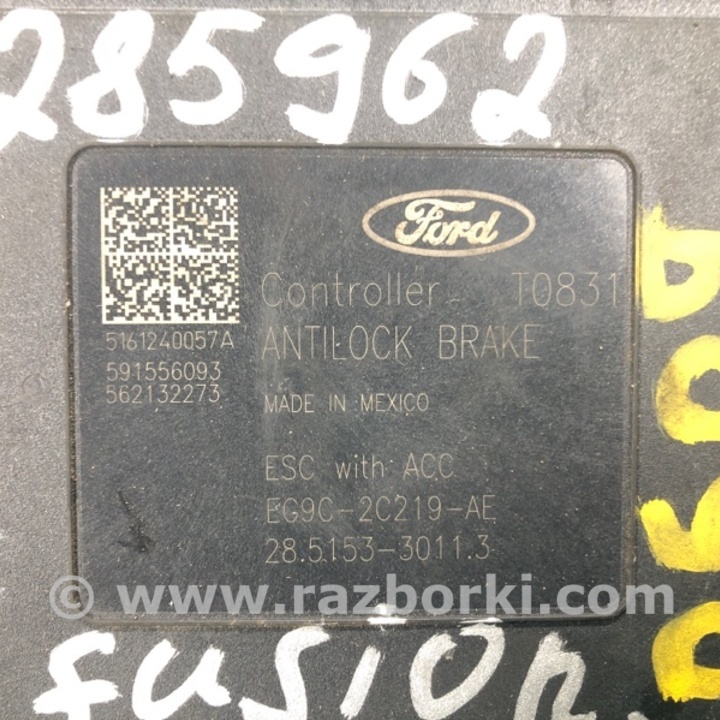 285962
Ford
Controller T0831
5161240057A
ANTILOCK BRAKE
591556093
562132273
MADE IN MEXICO
ESC with ACC
EG9C-2C219-AE
28.5153-3011.3
© www.razborki.com
fusion